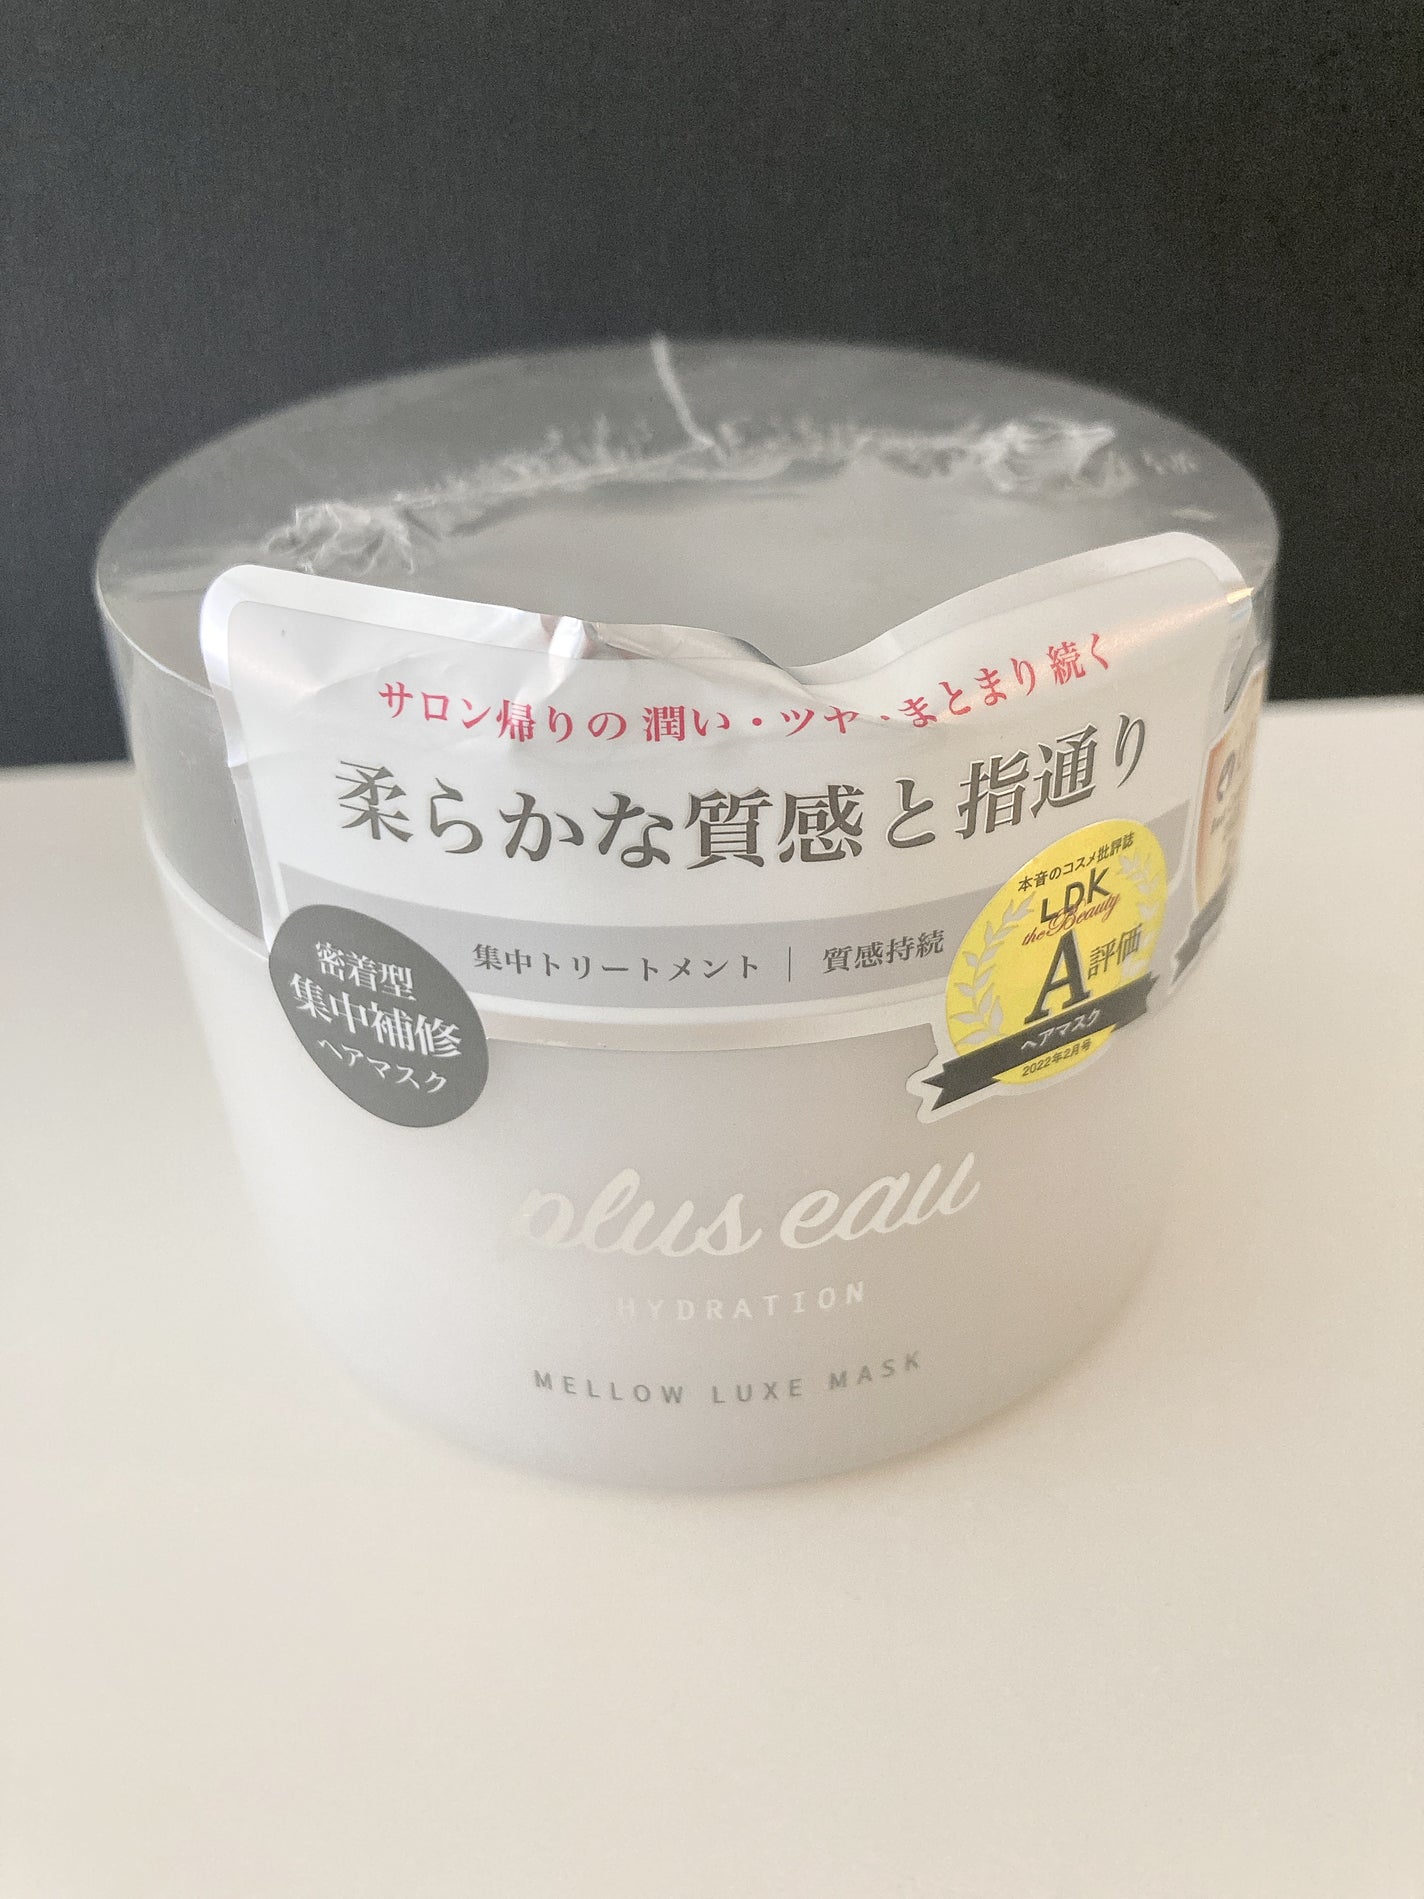 サロン帰りの潤い・ツヤ・まとまり続く
柔らかな質感と指通り
集中トリートメント｜質感持続
密着型
集中補修
ヘアマスク
本音のコスメ批評誌
LDK
the Beauty
A評価
ヘアマスク
2022年2月号
plus eau
HYDRATION
MELLOW LUXE MASK